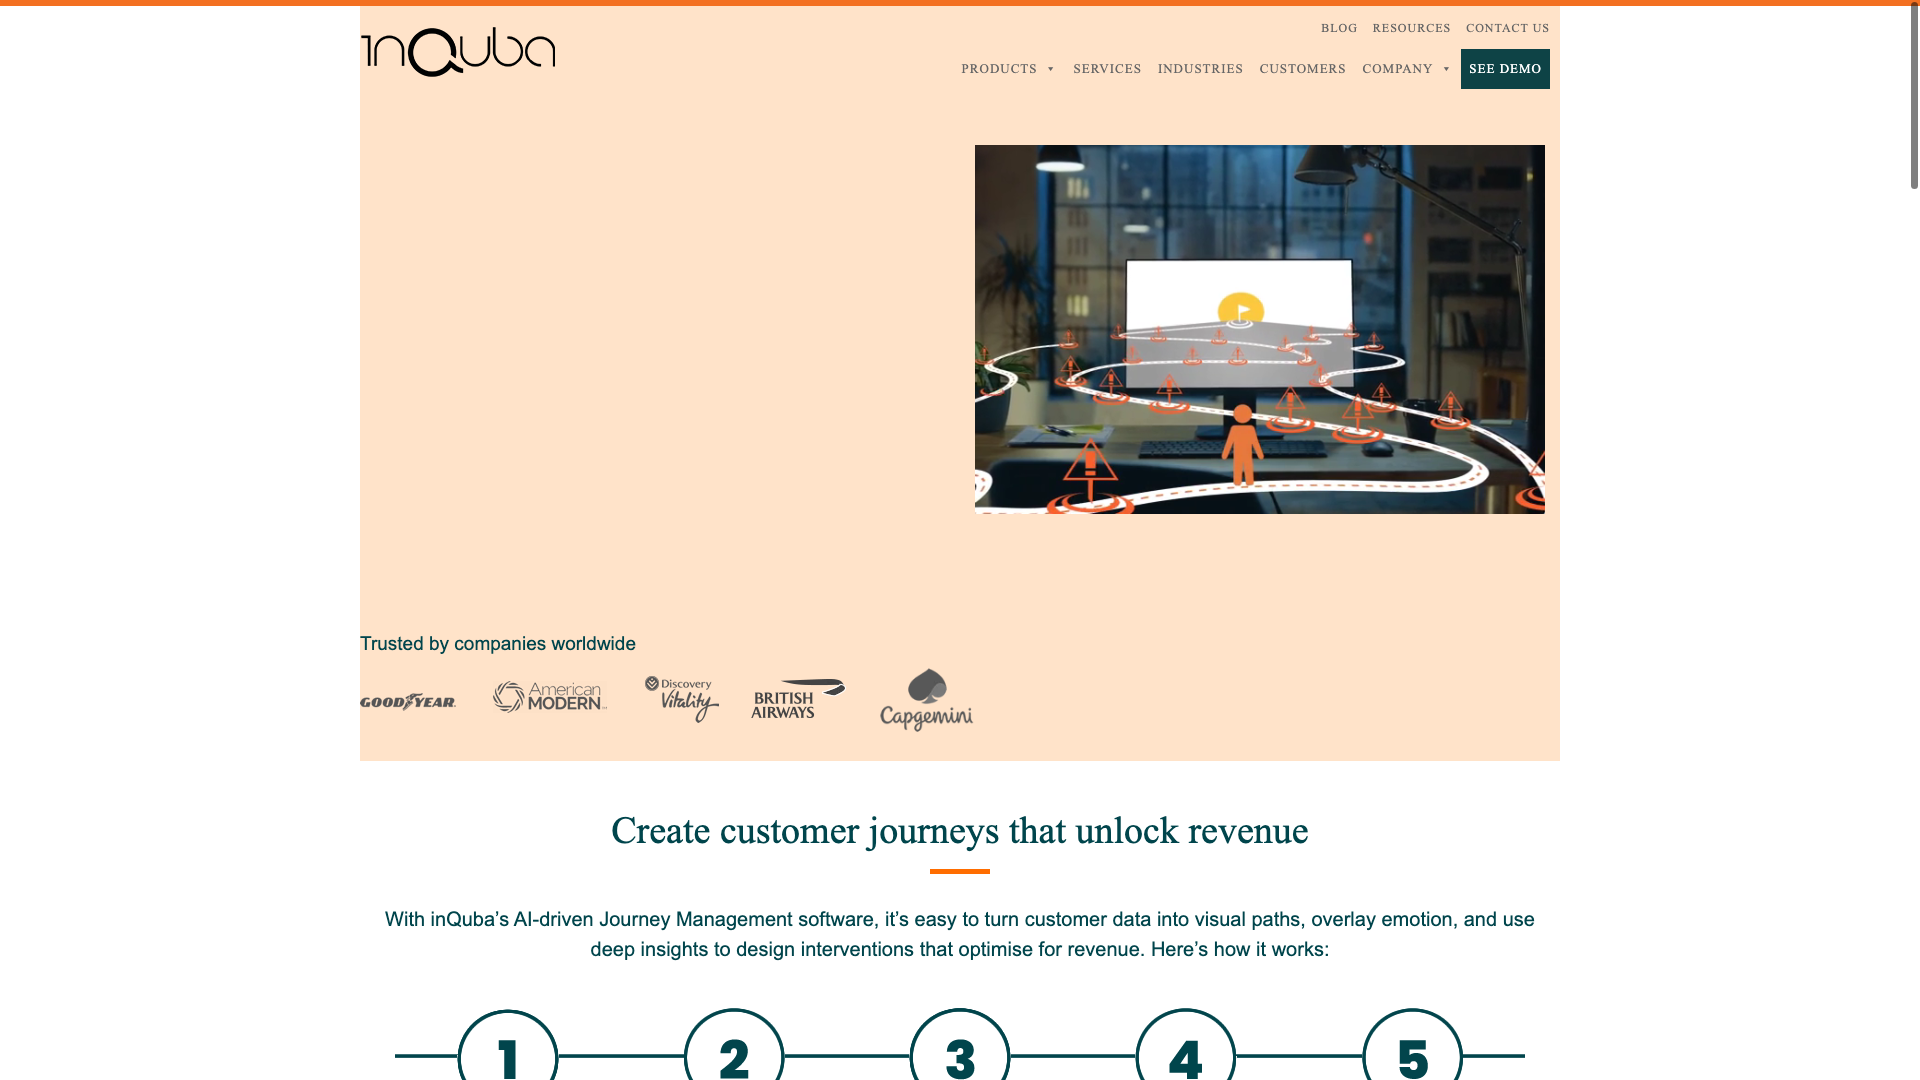 inQuba
BLOG RESOURCES CONTACT US
PRODUCTS SERVICES INDUSTRIES CUSTOMERS COMPANY SEE DEMO
Trusted by companies worldwide
GOODYEAR
American
MODERN
Discovery
Vitality
BRITISH
AIRWAYS
Capgemini
Create customer journeys that unlock revenue
With inQuba’s AI-driven Journey Management software, it’s easy to turn customer data into visual paths, overlay emotion, and use
deep insights to design interventions that optimise for revenue. Here’s how it works:
1 2 3 4 5